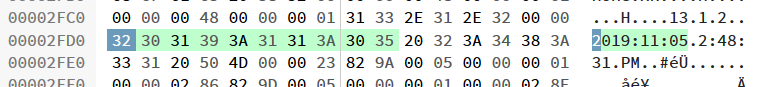 00002FC0 00 00 00 48 00 00 00 01 31 33 2E 31 2E 32 00 00 ...H....13.1.2..
00002FD0 32 30 31 39 3A 31 31 3A 30 35 20 32 3A 34 38 3A 2019:11:05.2:48:
00002FE0 33 31 20 50 4D 00 00 23 82 9A 00 05 00 00 00 01 31.PM..#éÜ......